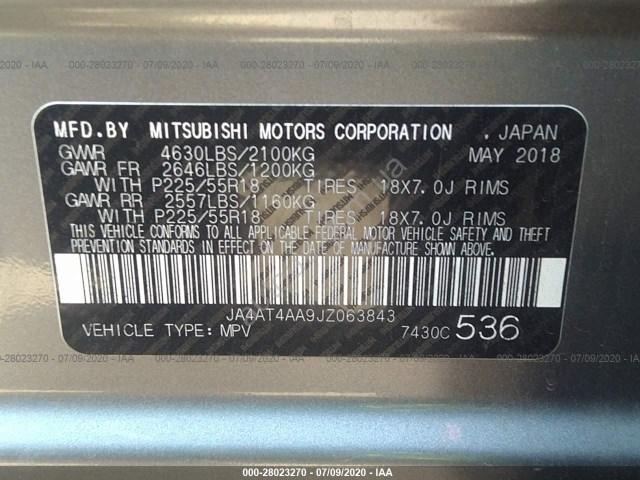 000-28023270 - 07/09/2020 - IAA
MFD.BY MITSUBISHI MOTORS CORPORATION . JAPAN
GVWR 4630LBS/2100KG MAY 2018
GAWR FR 2646LBS/1200KG
WITH P225/55R18 TIRES 18X7.0J RIMS
GAWR RR 2557LBS/1160KG
WITH P225/55R18 TIRES 18X7.0J RIMS
THIS VEHICLE CONFORMS TO ALL APPLICABLE FEDERAL MOTOR VEHICLE SAFETY AND THEFT
PREVENTION STANDARDS IN EFFECT ON THE DATE OF MANUFACTURE SHOWN ABOVE.
JA4AT4AA9JZ063843
VEHICLE TYPE: MPV 7430C 536
000-28023270 - 07/09/2020 - IAA